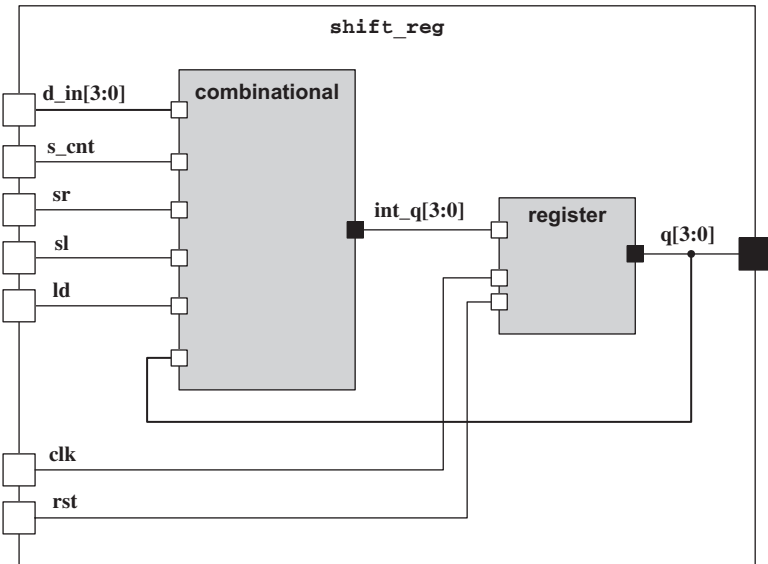 shift_reg
combinational
d_in[3:0]
s_cnt
sr
sl
ld
int_q[3:0]
register
q[3:0]
clk
rst